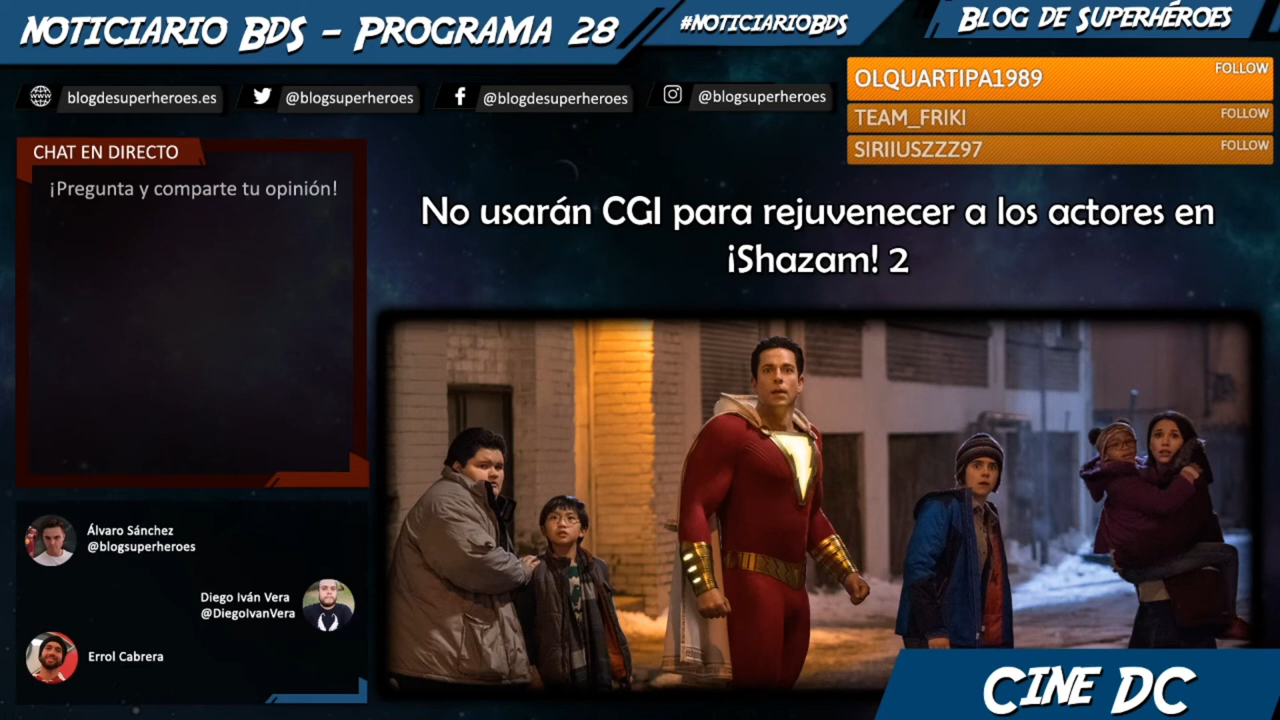 NOTICIARIO BDS - PROGRAMA 28
#NOTICIARIOBDS
BLOG DE SUPERHÉROES
blogdesuperheroes.es
@blogsuperheroes
@blogdesuperheroes
@blogsuperheroes
OLQUARTIPA1989 FOLLOW
TEAM_FRIKI FOLLOW
SIRIIUSZZZ97 FOLLOW
CHAT EN DIRECTO
¡Pregunta y comparte tu opinión!
No usarán CGI para rejuvenecer a los actores en
¡Shazam! 2
Álvaro Sánchez
@blogsuperheroes
Diego Iván Vera
@DiegoIvanVera
Errol Cabrera
CINE DC